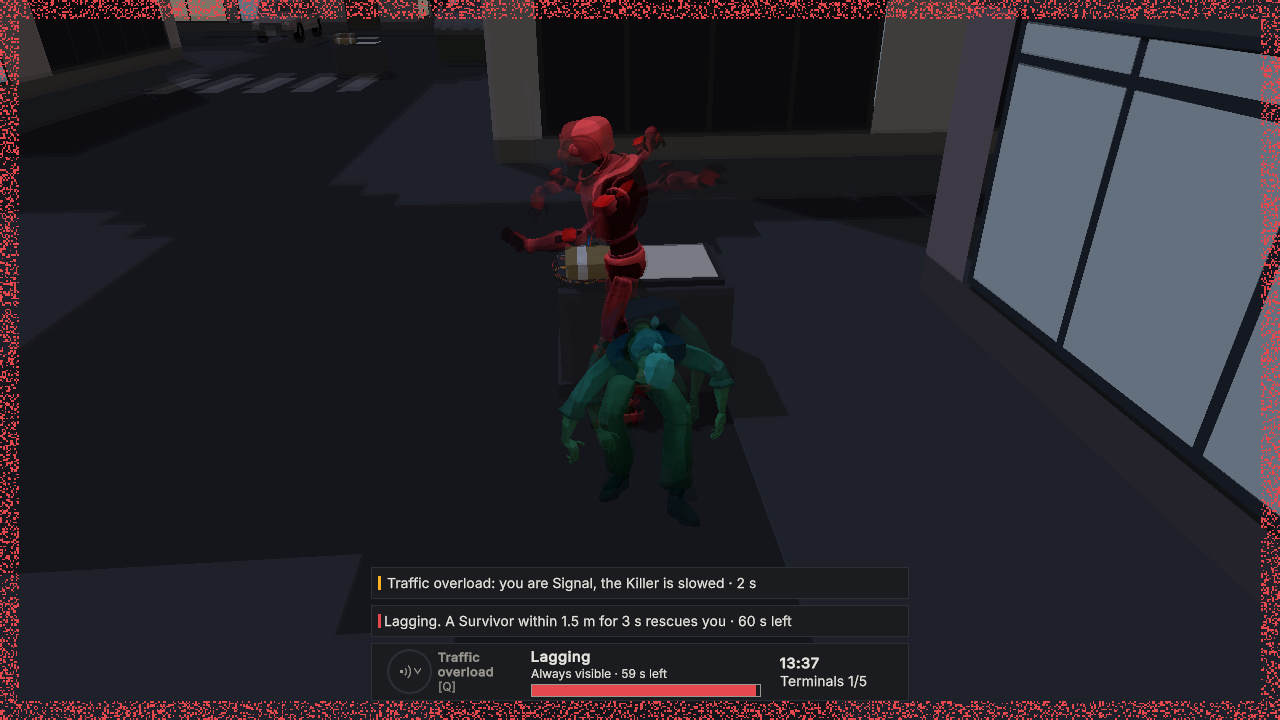 Traffic overload: you are Signal, the Killer is slowed · 2 s
Lagging. A Survivor within 1.5 m for 3 s rescues you · 60 s left
Traffic overload
[Q]
Lagging
Always visible · 59 s left
13:37
Terminals 1/5